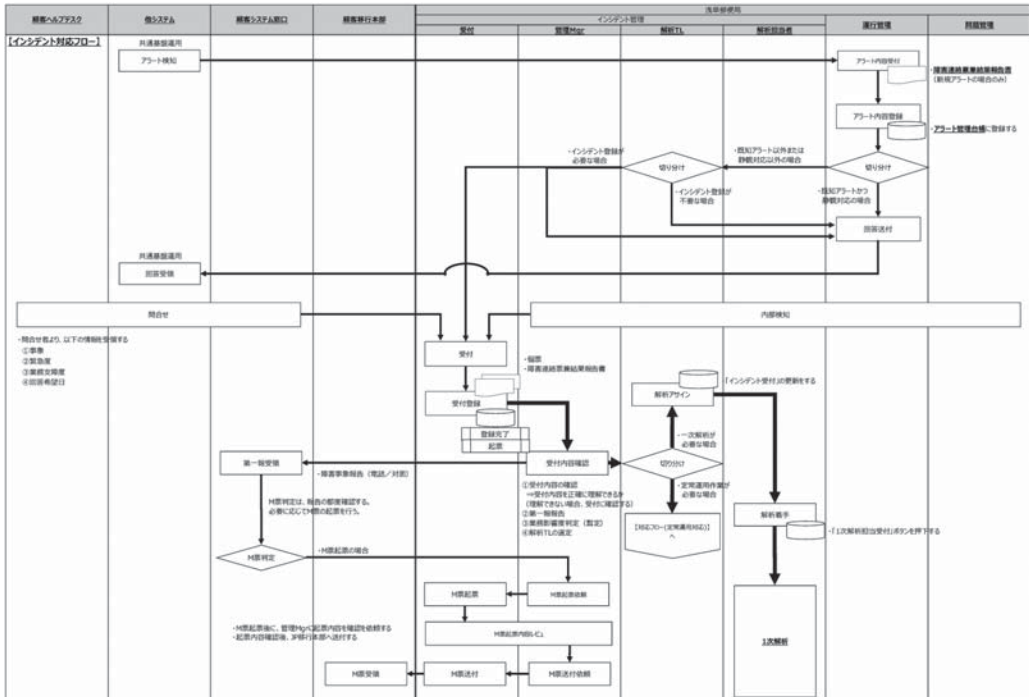 浅草郵便局
インシデント管理
顧客ヘルプデスク
他システム
顧客システム窓口
顧客移行本部
受付
管理Mgr
解析TL
解析担当者
運行管理
問題管理
【インシデント対応フロー】
共通基盤運用
アラート検知
アラート内容受付
・障害連絡票兼結果報告書
(新規アラートの場合のみ)
アラート内容登録
・アラート管理台帳に登録する
・インシデント登録が
必要な場合
切り分け
・既知アラート以外または
静観対応以外の場合
切り分け
・インシデント登録が
不要な場合
・既知アラートかつ
静観対応の場合
回答送付
共通基盤運用
回答受領
問合せ
内部検知
・問合せ者より、以下の情報を受領する
①事象
②緊急度
③業務支障度
④回答希望日
受付
・帳票
・障害連絡票兼結果報告書
受付登録
登録完了
起票
解析アサイン
・「インシデント受付」の更新をする
・一次解析が
必要な場合
第一報受領
・障害事象報告（電話／対面）
受付内容確認
切り分け
・定常運用作業が
必要な場合
①受付内容の確認
⇒受付内容を正確に理解できるか
(理解できない場合、受付に確認する)
②第一報報告
③業務影響度判定（暫定）
④解析TLの選定
M票判定は、報告の都度確認する。
必要に応じてM票の起票を行う。
解析着手
・「1次解析担当受付」ボタンを押下する
【対応フロー(定常運用対応)】
へ
M票判定
・M票起票の場合
M票起票
M票起票依頼
・M票起票後に、管理Mgrに起票内容を確認を依頼する
・起票内容確認後、JP移行本部へ送付する
M票起票内容レビュ
1次解析
M票受領
M票送付
M票送付依頼